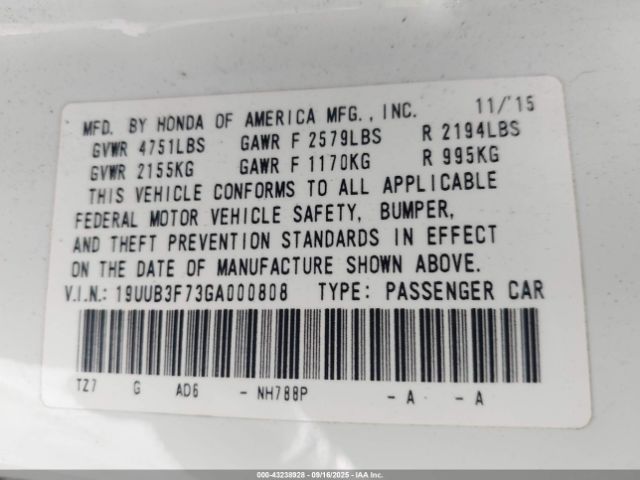 MFD. BY HONDA OF AMERICA MFG., INC. 11/'15
GVWR 4751LBS GAWR F 2579LBS R 2194LBS
GVWR 2155KG GAWR F 1170KG R 995KG
THIS VEHICLE CONFORMS TO ALL APPLICABLE
FEDERAL MOTOR VEHICLE SAFETY, BUMPER,
AND THEFT PREVENTION STANDARDS IN EFFECT
ON THE DATE OF MANUFACTURE SHOWN ABOVE.
V.I.N.: 19UUB3F73GA000808 TYPE: PASSENGER CAR
TZ7 G AD6 - NH788P - A - A
000-43238928 - 09/16/2025 - IAA Inc.